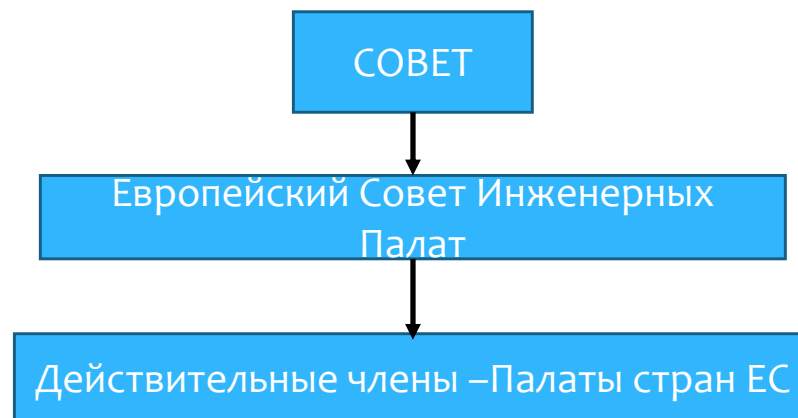 СОВЕТ
Европейский Совет Инженерных
Палат
Действительные члены –Палаты стран ЕС